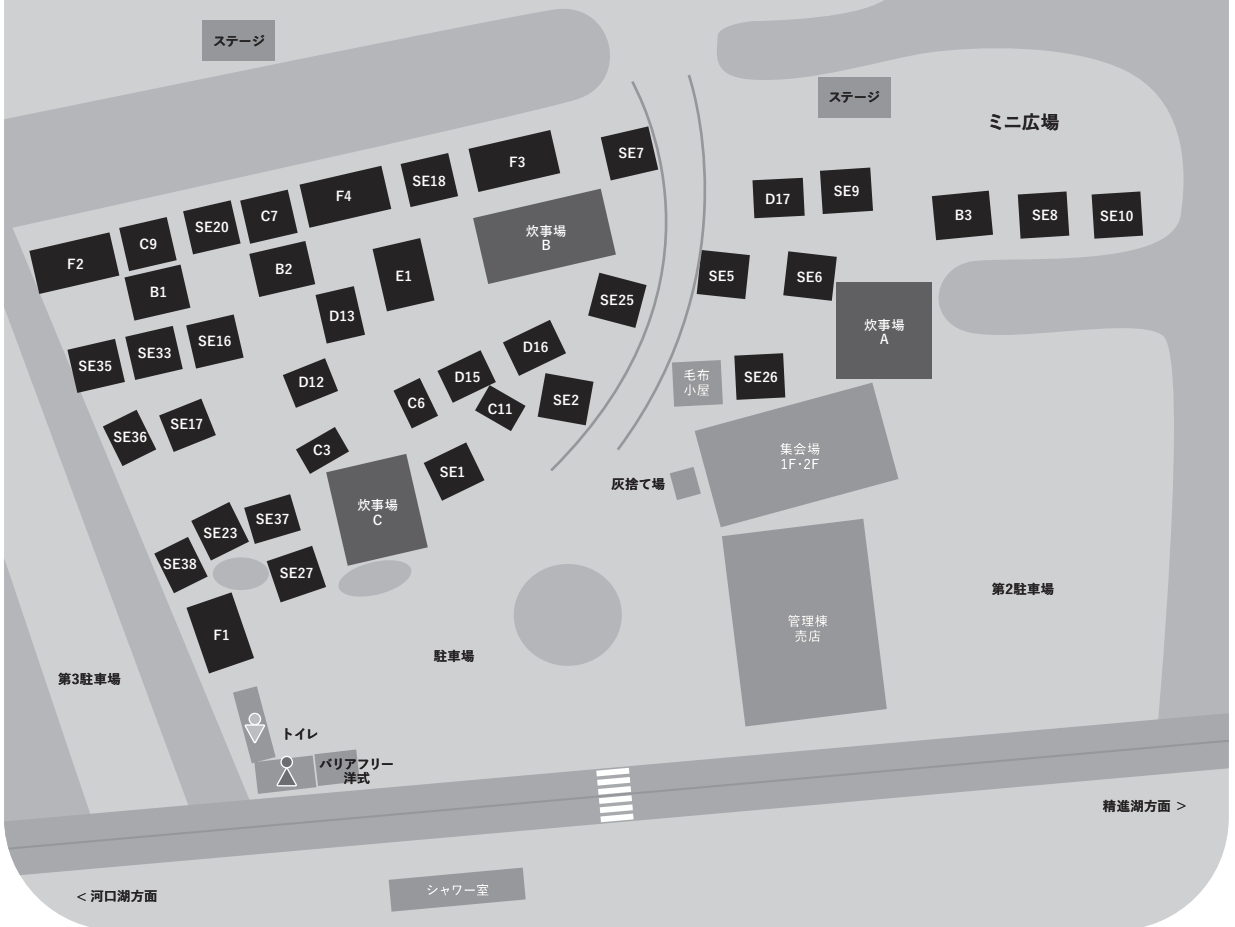 ステージ
ステージ
ミニ広場
SE7
F3
SE18
F4
C7
SE20
C9
F2
D17
SE9
B3
SE8
SE10
炊事場
B
B2
B1
E1
SE5
SE6
SE25
D13
炊事場
A
SE16
SE33
SE35
D16
D15
D12
毛布
小屋
SE26
C6
C11
SE2
SE17
SE36
C3
SE1
集会場
1F･2F
灰捨て場
炊事場
C
SE37
SE23
SE38
SE27
F1
第2駐車場
管理棟
売店
駐車場
第3駐車場
トイレ
バリアフリー
洋式
精進湖方面 >
< 河口湖方面
シャワー室